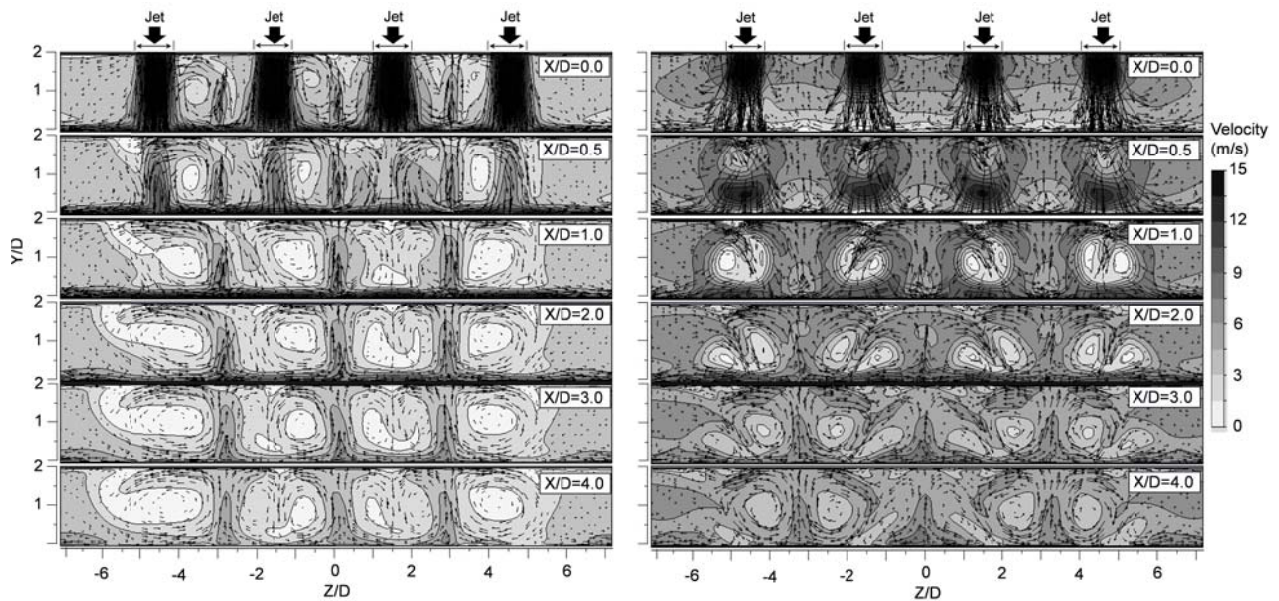 Jet Jet Jet Jet Jet Jet Jet Jet
2 X/D=0.0 X/D=0.0
1
2 X/D=0.5 X/D=0.5
1
Velocity
(m/s)
15
12
9
6
3
0
2 X/D=1.0 X/D=1.0
Y/D
1
2 X/D=2.0 X/D=2.0
1
2 X/D=3.0 X/D=3.0
1
2 X/D=4.0 X/D=4.0
1
-6 -4 -2 0 2 4 6 -6 -4 -2 0 2 4 6
Z/D Z/D